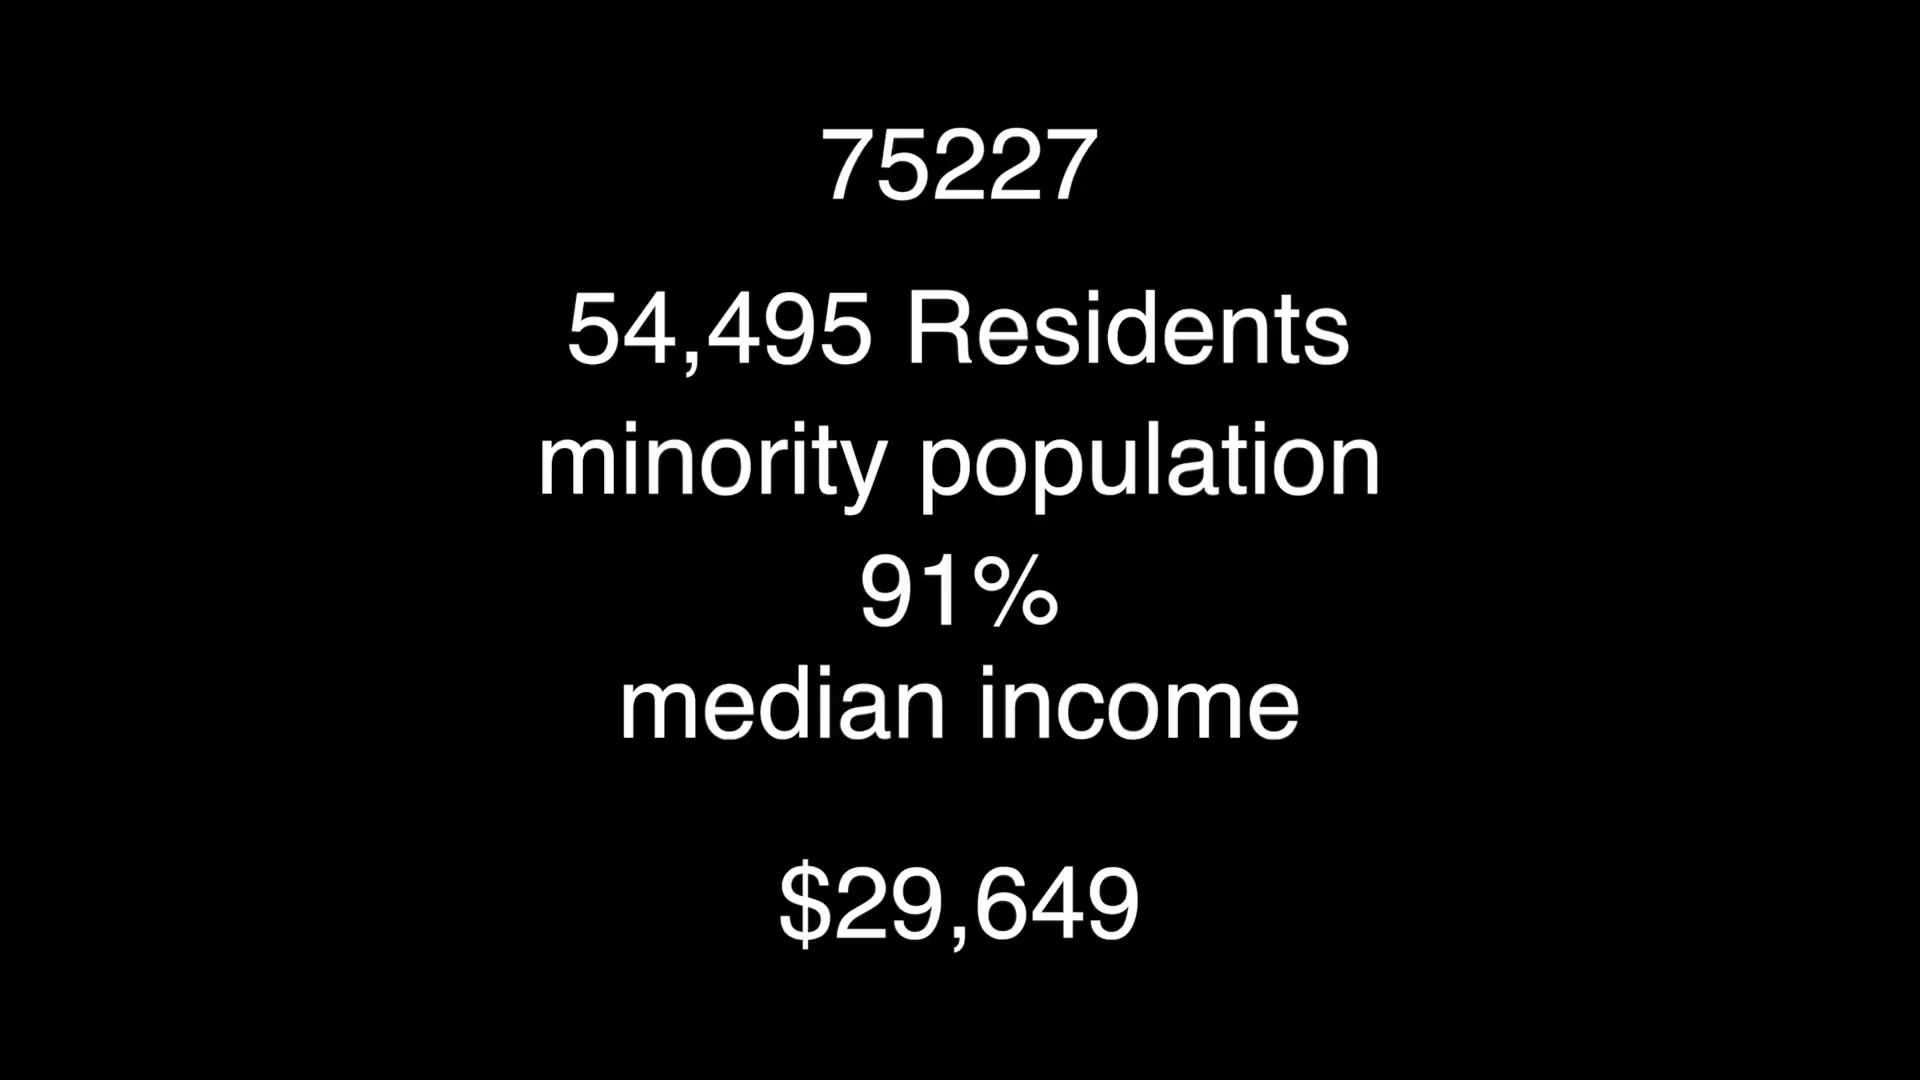 75227
54,495 Residents
minority population
91%
median income
$29,649